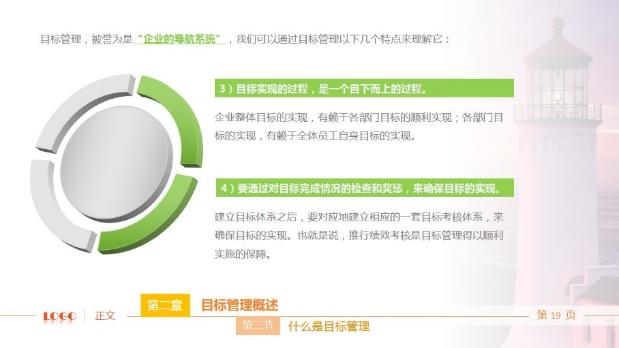 目标管理，被誉为是“企业的导航系统”，我们可以通过目标管理以下几个特点来理解它：
3）目标实现的过程，是一个自下而上的过程。
企业整体目标的实现，有赖于各部门目标的顺利实现；各部门目
标的实现，有赖于全体员工自身目标的实现。
4）要通过对目标完成情况的检查和奖惩，来确保目标的实现。
建立目标体系之后，要对应地建立相应的一套目标考核体系，来
确保目标的实现。也就是说，推行绩效考核是目标管理得以顺利
实施的保障。
第二章 目标管理概述
LOGO 正文 第 19 页
第二节 什么是目标管理